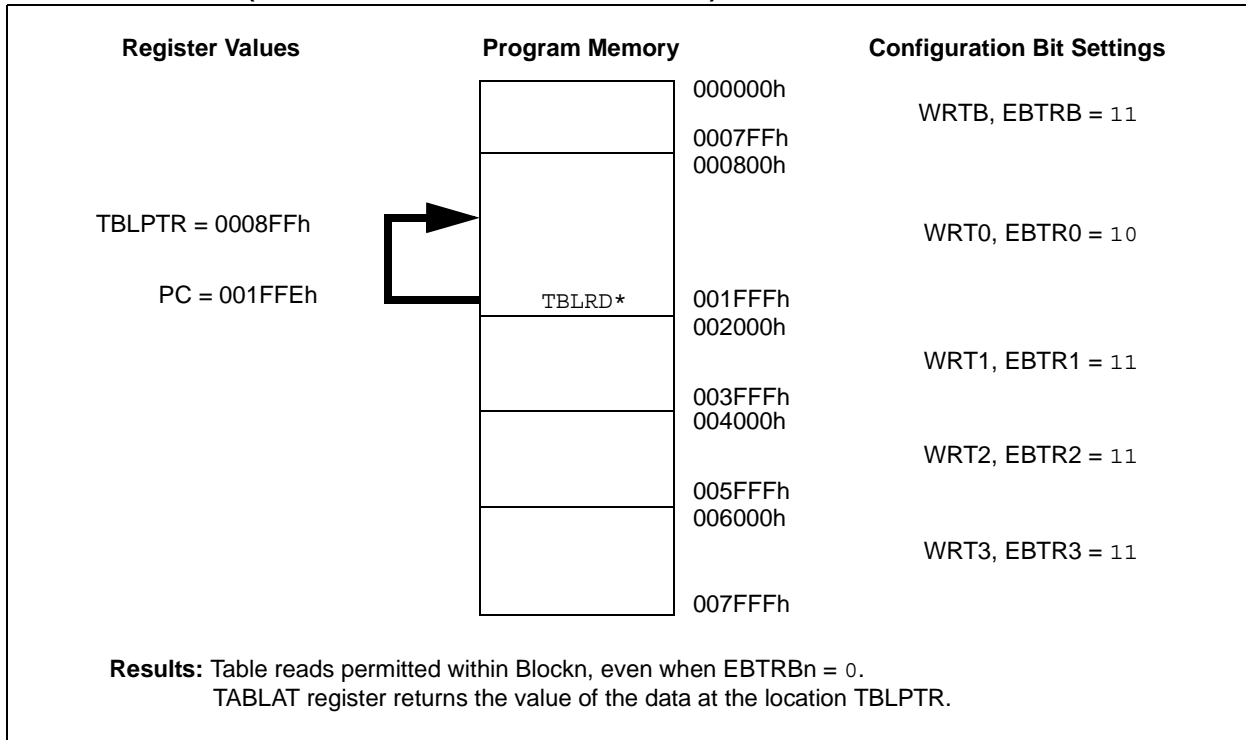 Register Values Program Memory Configuration Bit Settings
000000h
WRTB, EBTRB = 11
0007FFh
000800h
TBLPTR = 0008FFh
WRT0, EBTR0 = 10
PC = 001FFEh
TBLRD* 001FFFh
002000h
WRT1, EBTR1 = 11
003FFFh
004000h
WRT2, EBTR2 = 11
005FFFh
006000h
WRT3, EBTR3 = 11
007FFFh
Results: Table reads permitted within Blockn, even when EBTRBn = 0.
TABLAT register returns the value of the data at the location TBLPTR.